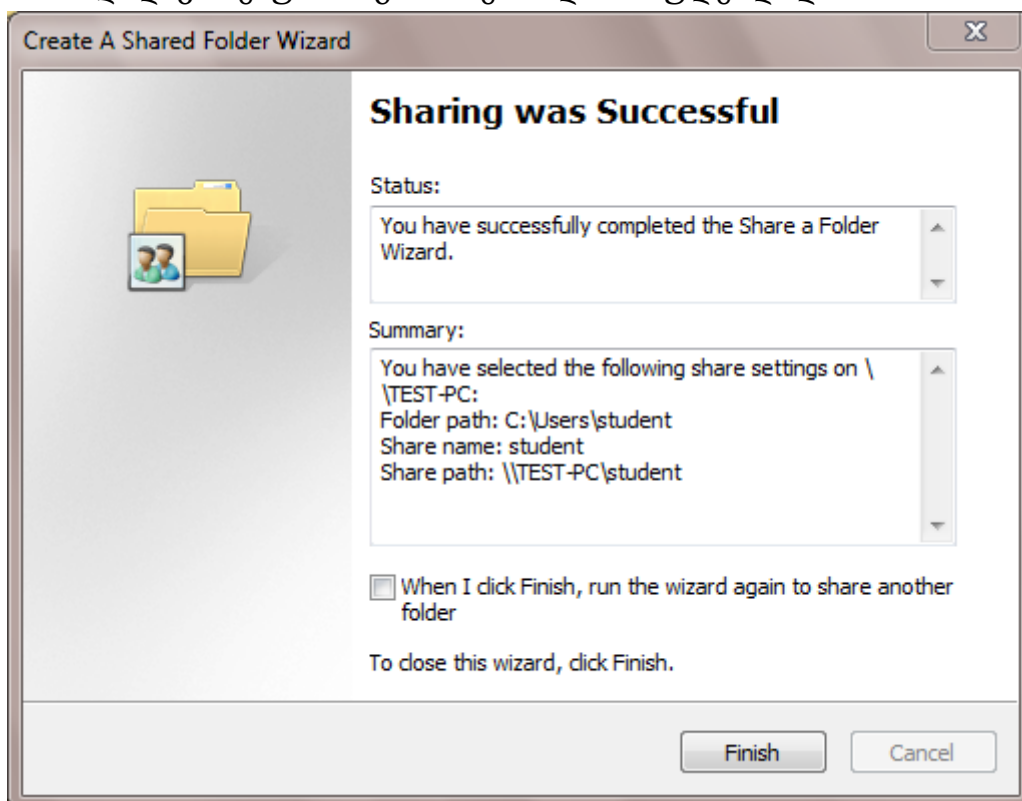 Create A Shared Folder Wizard
Sharing was Successful
Status:
You have successfully completed the Share a Folder
Wizard.
Summary:
You have selected the following share settings on \
\TEST-PC:
Folder path: C:\Users\student
Share name: student
Share path: \\TEST-PC\student
When I click Finish, run the wizard again to share another
folder
To close this wizard, click Finish.
Finish
Cancel